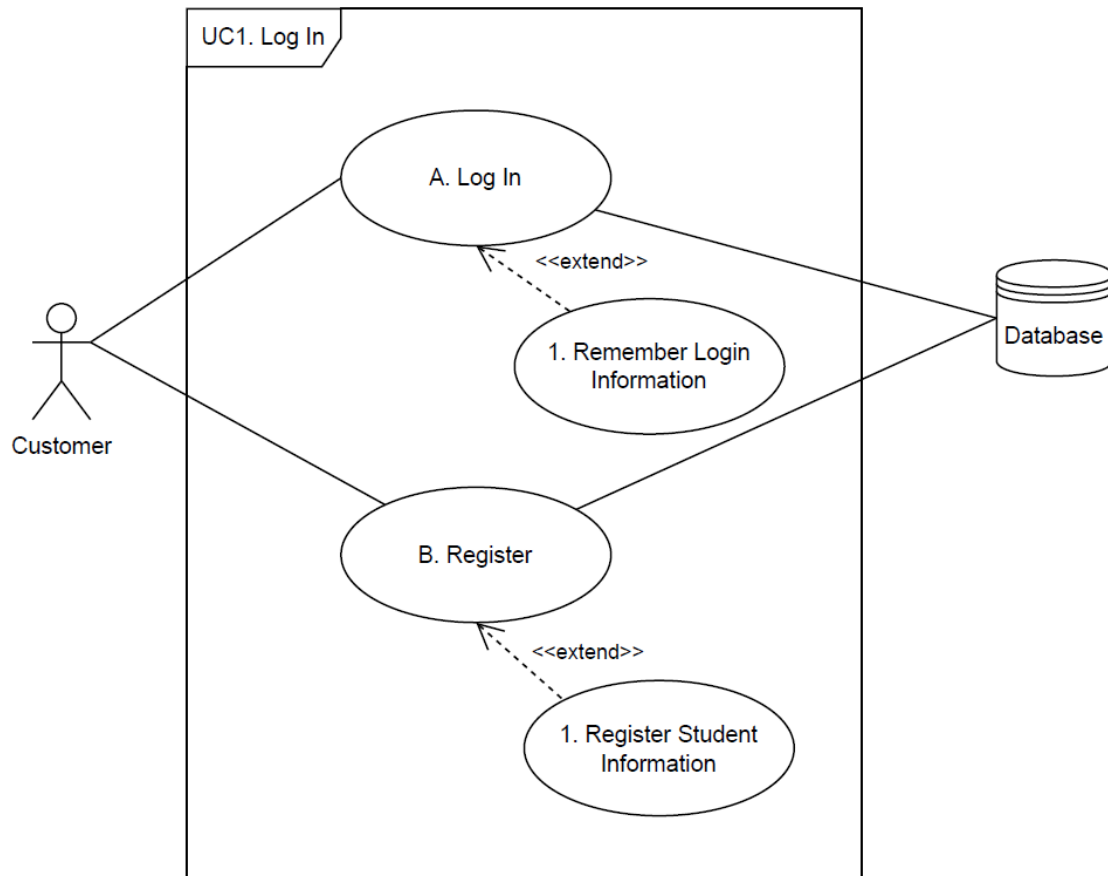 UC1. Log In
A. Log In
<<extend>>
1. Remember Login
Information
Database
Customer
B. Register
<<extend>>
1. Register Student
Information